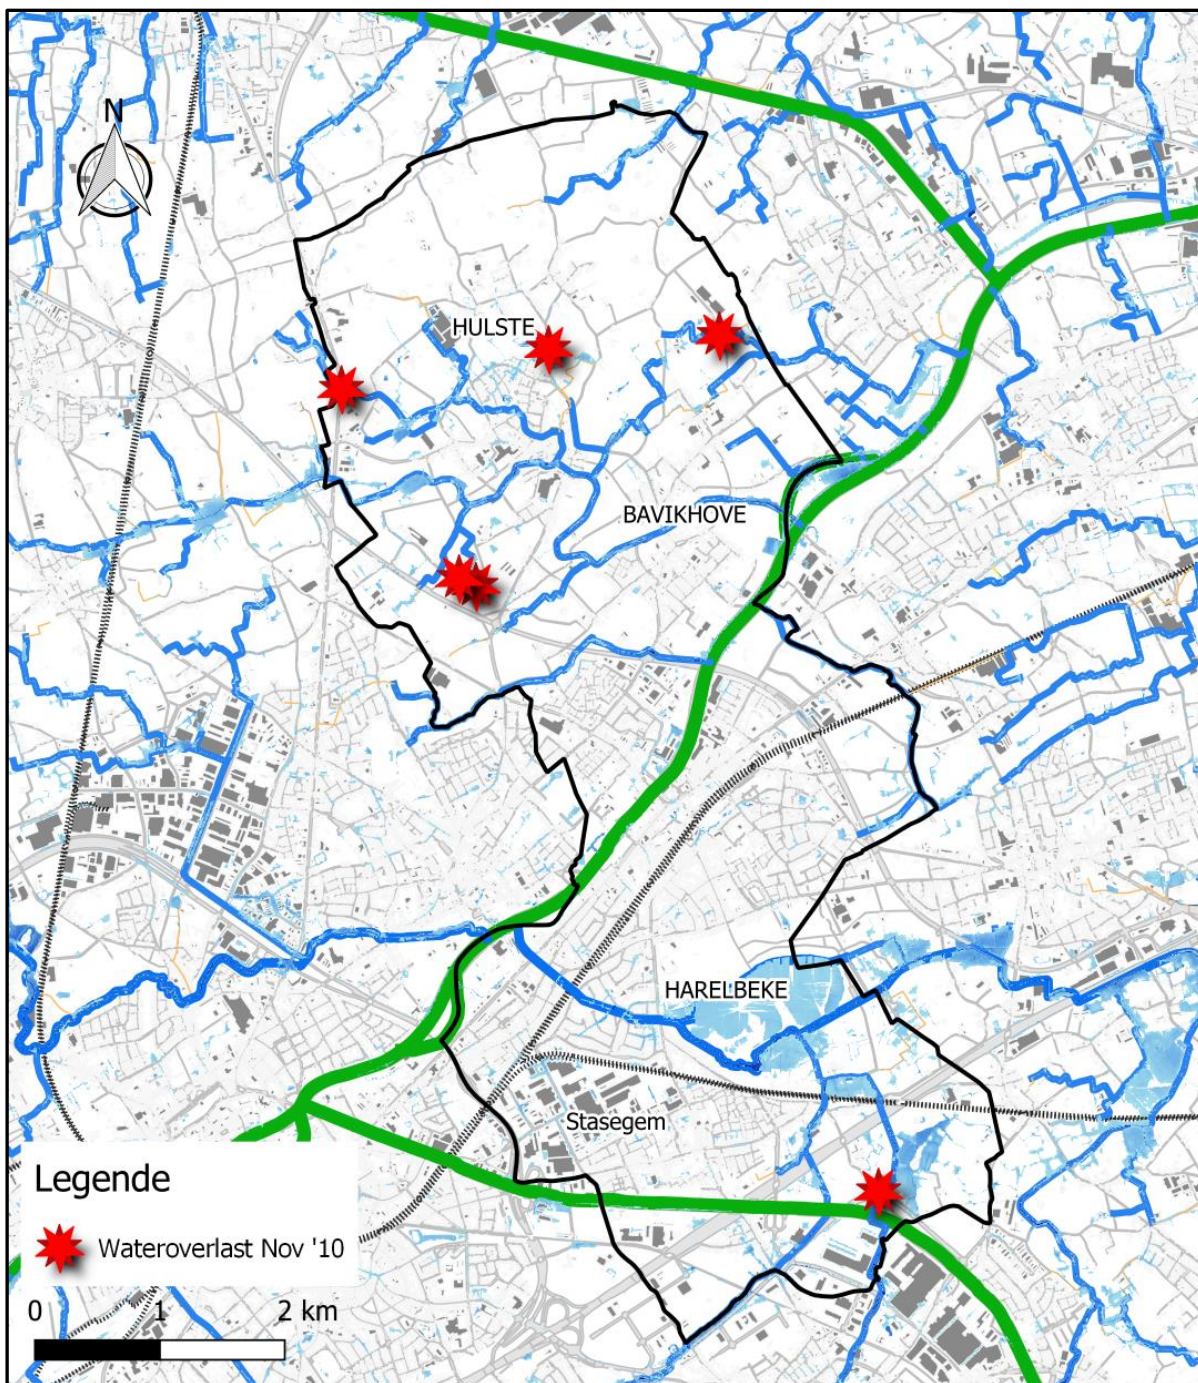 N
HULSTE
BAVIKHOVE
HARELBEKE
Stasegem
Legende
Wateroverlast Nov '10
0 1 2 km